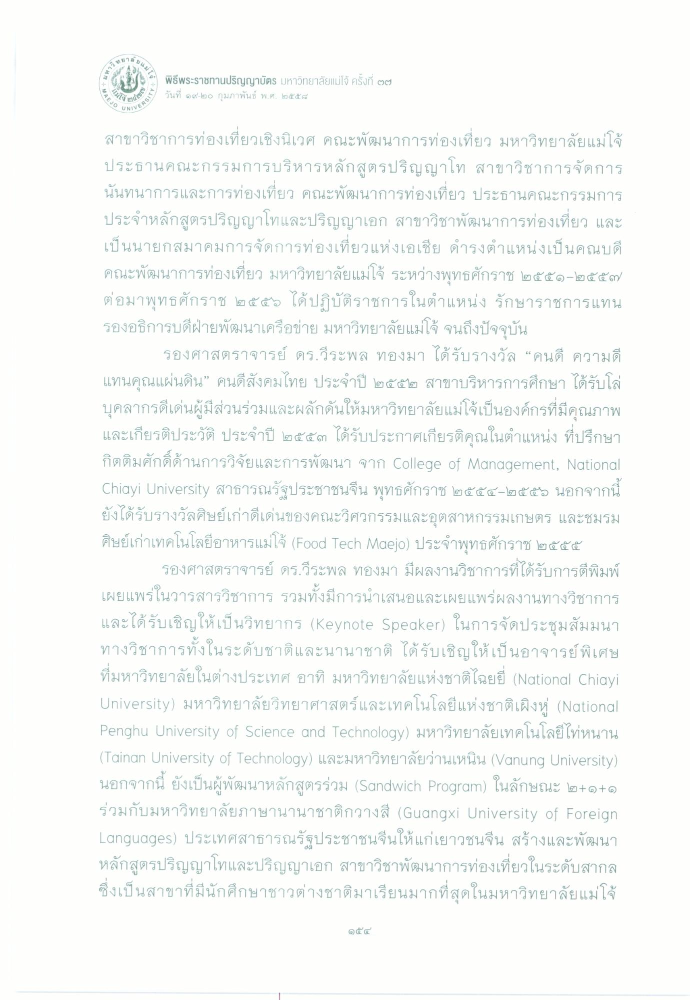 มหาวิทยาลัยแม่โจ้
แม่โจ้ ๒๔๗๗
MAEJO UNIVERSITY
พิธีพระราชทานปริญญาบัตร มหาวิทยาลัยแม่โจ้ ครั้งที่ ๓๗
วันที่ ๑๙-๒๐ กุมภาพันธ์ พ.ศ. ๒๕๕๘
สาขาวิชาการท่องเที่ยวเชิงนิเวศ คณะพัฒนาการท่องเที่ยว มหาวิทยาลัยแม่โจ้
ประธานคณะกรรมการบริหารหลักสูตรปริญญาโท สาขาวิชาการจัดการ
นันทนาการและการท่องเที่ยว คณะพัฒนาการท่องเที่ยว ประธานคณะกรรมการ
ประจำหลักสูตรปริญญาโทและปริญญาเอก สาขาวิชาพัฒนาการท่องเที่ยว และ
เป็นนายกสมาคมการจัดการท่องเที่ยวแห่งเอเชีย ดำรงตำแหน่งเป็นคณบดี
คณะพัฒนาการท่องเที่ยว มหาวิทยาลัยแม่โจ้ ระหว่างพุทธศักราช ๒๕๕๑-๒๕๕๗
ต่อมาพุทธศักราช ๒๕๕๖ ได้ปฏิบัติราชการในตำแหน่ง รักษาราชการแทน
รองอธิการบดีฝ่ายพัฒนาเครือข่าย มหาวิทยาลัยแม่โจ้ จนถึงปัจจุบัน
รองศาสตราจารย์ ดร.วีระพล ทองมา ได้รับรางวัล “คนดี ความดี
แทนคุณแผ่นดิน” คนดีสังคมไทย ประจำปี ๒๕๕๒ สาขาบริหารการศึกษา ได้รับโล่
บุคลากรดีเด่นผู้มีส่วนร่วมและผลักดันให้มหาวิทยาลัยแม่โจ้เป็นองค์กรที่มีคุณภาพ
และเกียรติประวัติ ประจำปี ๒๕๕๓ ได้รับประกาศเกียรติคุณในตำแหน่ง ที่ปรึกษา
กิตติมศักดิ์ด้านการวิจัยและการพัฒนา จาก College of Management, National
Chiayi University สาธารณรัฐประชาชนจีน พุทธศักราช ๒๕๕๔-๒๕๕๖ นอกจากนี้
ยังได้รับรางวัลศิษย์เก่าดีเด่นของคณะวิศวกรรมและอุตสาหกรรมเกษตร และชมรม
ศิษย์เก่าเทคโนโลยีอาหารแม่โจ้ (Food Tech Maejo) ประจำพุทธศักราช ๒๕๕๕
รองศาสตราจารย์ ดร.วีระพล ทองมา มีผลงานวิชาการที่ได้รับการตีพิมพ์
เผยแพร่ในวารสารวิชาการ รวมทั้งมีการนำเสนอและเผยแพร่ผลงานทางวิชาการ
และได้รับเชิญให้เป็นวิทยากร (Keynote Speaker) ในการจัดประชุมสัมมนา
ทางวิชาการทั้งในระดับชาติและนานาชาติ ได้รับเชิญให้เป็นอาจารย์พิเศษ
ที่มหาวิทยาลัยในต่างประเทศ อาทิ มหาวิทยาลัยแห่งชาติไฉยยี่ (National Chiayi
University) มหาวิทยาลัยวิทยาศาสตร์และเทคโนโลยีแห่งชาติเผิงหู่ (National
Penghu University of Science and Technology) มหาวิทยาลัยเทคโนโลยีไท่หนาน
(Tainan University of Technology) และมหาวิทยาลัยว่านเหนิน (Vanung University)
นอกจากนี้ ยังเป็นผู้พัฒนาหลักสูตรร่วม (Sandwich Program) ในลักษณะ ๒+๑+๑
ร่วมกับมหาวิทยาลัยภาษานานาชาติกวางสี (Guangxi University of Foreign
Languages) ประเทศสาธารณรัฐประชาชนจีนให้แก่เยาวชนจีน สร้างและพัฒนา
หลักสูตรปริญญาโทและปริญญาเอก สาขาวิชาพัฒนาการท่องเที่ยวในระดับสากล
ซึ่งเป็นสาขาที่มีนักศึกษาชาวต่างชาติมาเรียนมากที่สุดในมหาวิทยาลัยแม่โจ้
๑๕๔